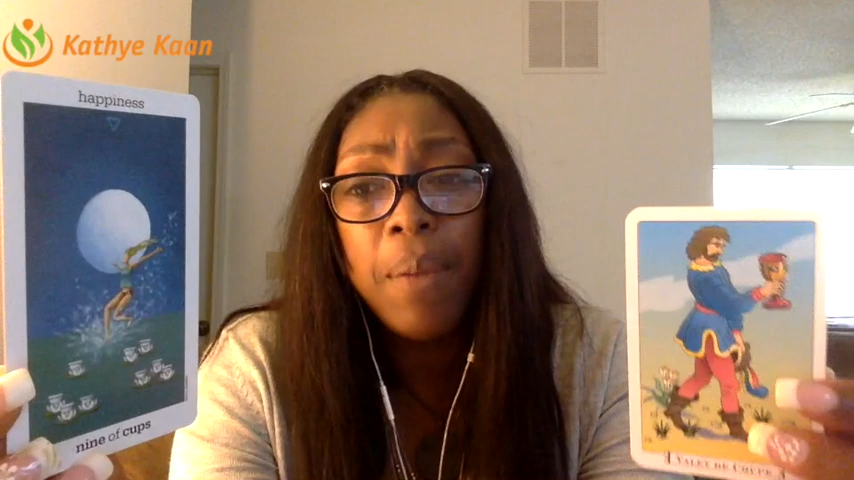 Kathye Kaan
happiness
nine of cups
VALET DE COUPE